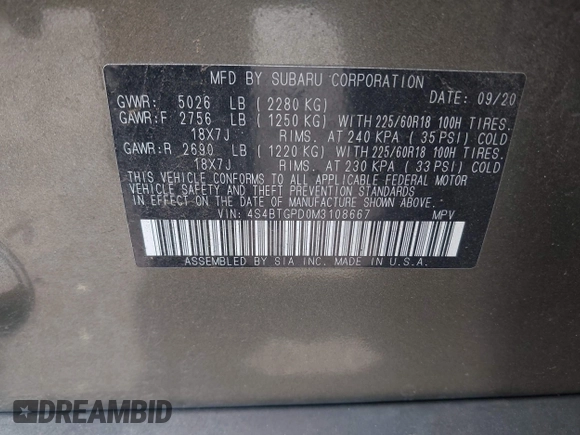 MFD BY SUBARU CORPORATION
GVWR: 5026 LB (2280 KG) DATE: 09/20
GAWR:F 2756 LB (1250 KG) WITH 225/60R18 100H TIRES.
18X7J RIMS. AT 240 KPA (35 PSI) COLD
GAWR:R 2690 LB (1220 KG) WITH 225/60R18 100H TIRES.
18X7J RIMS. AT 230 KPA (33 PSI) COLD
THIS VEHICLE CONFORMS TO ALL APPLICABLE FEDERAL MOTOR
VEHICLE SAFETY AND THEFT PREVENTION STANDARDS
IN EFFECT ON THE DATE OF MANUFACTURE SHOWN ABOVE.
VIN: 4S4BTGPD0M3108667 MPV
ASSEMBLED BY SIA INC. MADE IN U.S.A.
DREAMBID